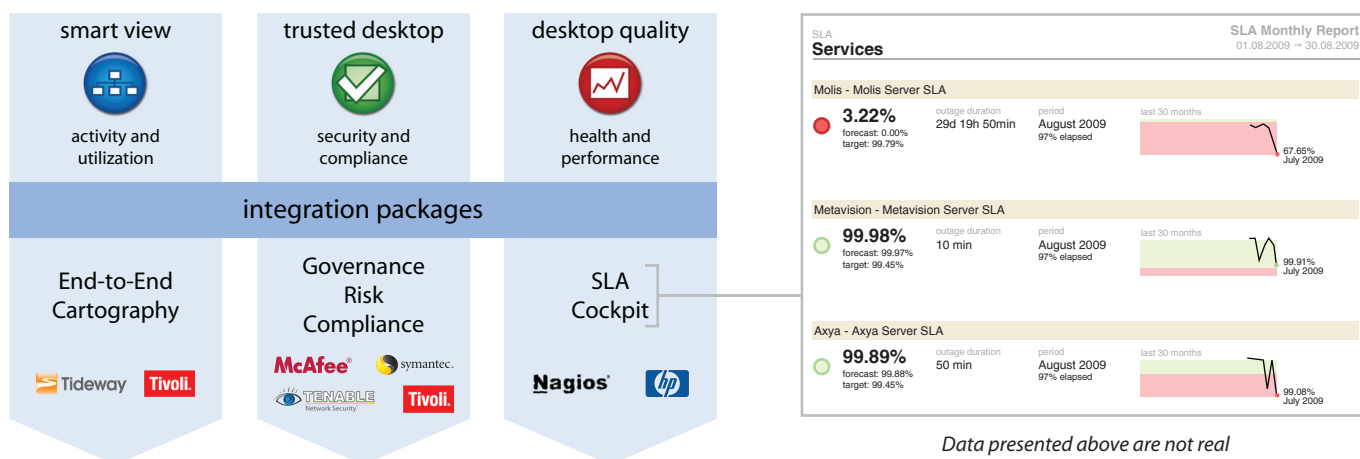 smart view
activity and
utilization
trusted desktop
security and
compliance
desktop quality
health and
performance
integration packages
End-to-End
Cartography
Tideway
Tivoli.
Governance
Risk
Compliance
McAfee®
symantec.
TENABLE
Network Security®
Tivoli.
SLA
Cockpit
Nagios®
hp
SLA
Services
SLA Monthly Report
01.08.2009 → 30.08.2009
Molis - Molis Server SLA
3.22%
forecast: 0.00%
target: 99.79%
outage duration
29d 19h 50min
period
August 2009
97% elapsed
last 30 months
67.65%
July 2009
Metavision - Metavision Server SLA
99.98%
forecast: 99.97%
target: 99.45%
outage duration
10 min
period
August 2009
97% elapsed
last 30 months
99.91%
July 2009
Axya - Axya Server SLA
99.89%
forecast: 99.88%
target: 99.45%
outage duration
50 min
period
August 2009
97% elapsed
last 30 months
99.08%
July 2009
Data presented above are not real